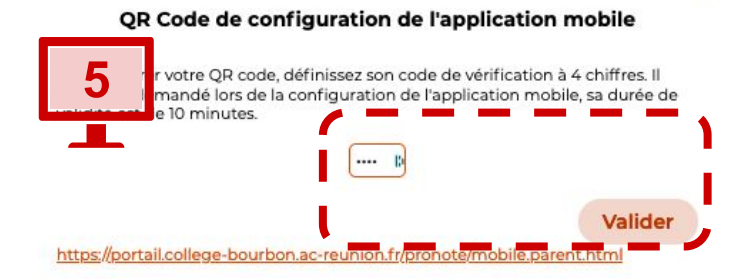 QR Code de configuration de l'application mobile
5
votre QR code, définissez son code de vérification à 4 chiffres. Il
lors de la configuration de l'application mobile, sa durée de
10 minutes.
••••
Valider
https://portail.college-bourbon.ac-reunion.fr/pronote/mobile.parent.html